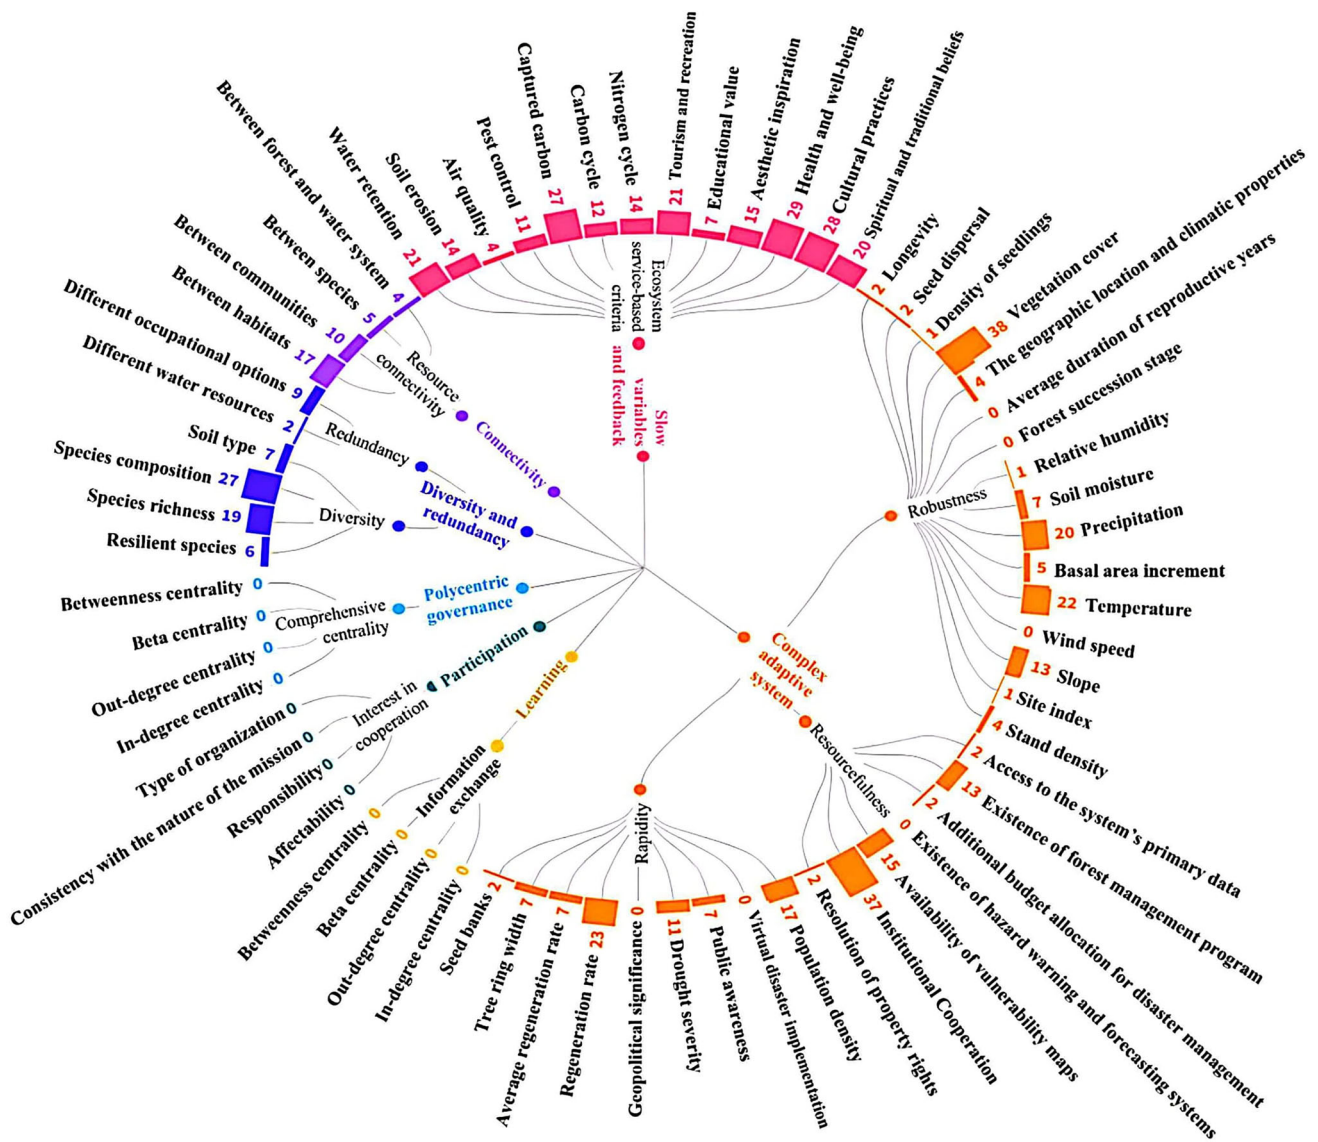 Between forest and water system 4
Water retention 21
Soil erosion 14
Air quality 4
Pest control 11
Captured carbon 27
Carbon cycle 12
Nitrogen cycle 14
Tourism and recreation 21
Educational value 7
Aesthetic inspiration 15
Health and well-being 29
Cultural practices 28
Spiritual and traditional beliefs 20
Longevity 2
Seed dispersal 2
Density of seedlings 1
Vegetation cover 38
The geographic location and climatic properties 4
Average duration of reproductive years 0
Forest succession stage 0
Relative humidity 1
Soil moisture 7
Precipitation 20
Basal area increment 5
Temperature 22
Wind speed 0
Slope 13
Site index 1
Stand density 4
Access to the system's primary data 2
Existence of forest management program 13
Additional budget allocation for disaster management 2
Existence of hazard warning and forecasting systems 0
Availability of vulnerability maps 15
Institutional Cooperation 37
Resolution of property rights 2
Population density 17
Virtual disaster implementation 0
Public awareness 7
Drought severity 11
Geopolitical significance 0
Regeneration rate 23
Average regeneration rate 7
Tree ring width 7
Seed banks 2
In-degree centrality 0
Out-degree centrality 0
Beta centrality 0
Betweenness centrality 0
Affectability 0
Responsibility 0
Consistency with the nature of the mission 0
Type of organization 0
In-degree centrality 0
Out-degree centrality 0
Beta centrality 0
Betweenness centrality 0
Resilient species 6
Species richness 19
Species composition 27
Soil type 7
Different water resources 2
Different occupational options 9
Between habitats 17
Between communities 10
Between species 5
Ecosystem
service-based
criteria
Slow
variables
and feedback
Resource
connectivity
Connectivity
Redundancy
Diversity
Diversity and
redundancy
Comprehensive
centrality
Polycentric
governance
Interest in
cooperation
Participation
Information
exchange
Learning
Complex
adaptive
system
Robustness
Resourcefulness
Rapidity